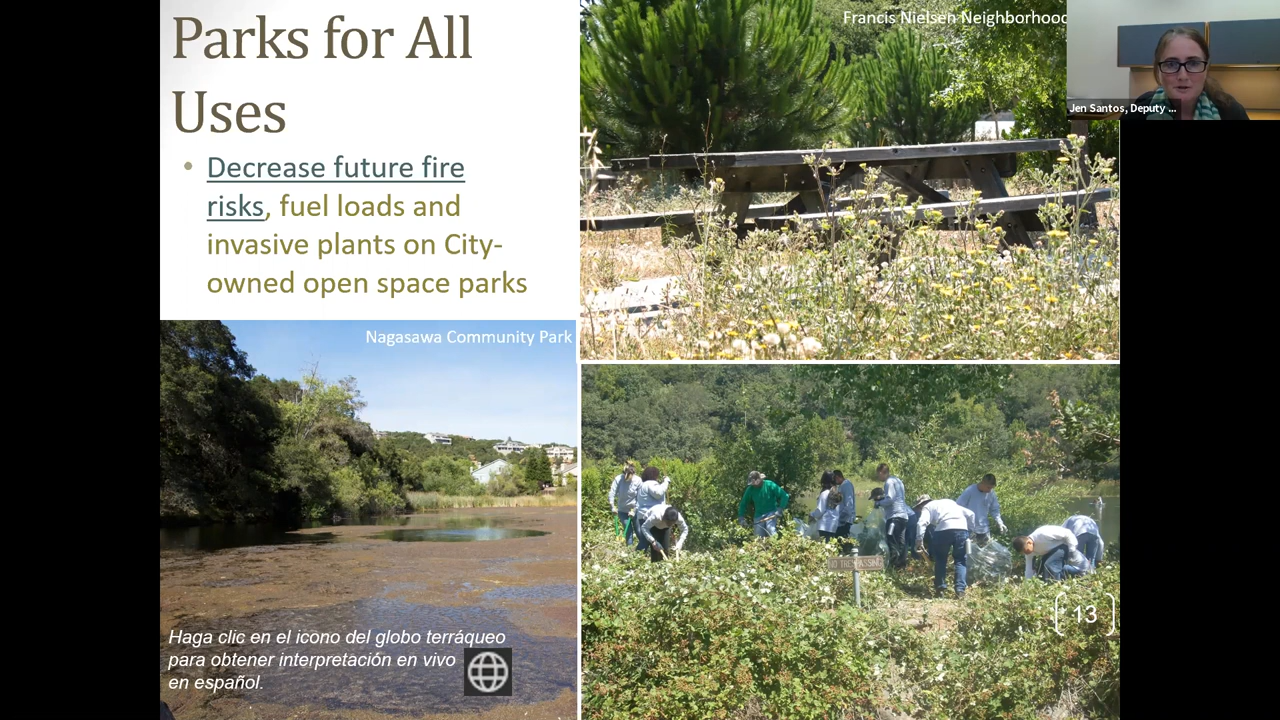 Parks for All
Uses
• Decrease future fire
risks, fuel loads and
invasive plants on City-
owned open space parks
Francis Nielsen Neighborhood
Jen Santos, Deputy ...
Nagasawa Community Park
NO TRESPASSING
Haga clic en el icono del globo terráqueo
para obtener interpretación en vivo
en español.
13